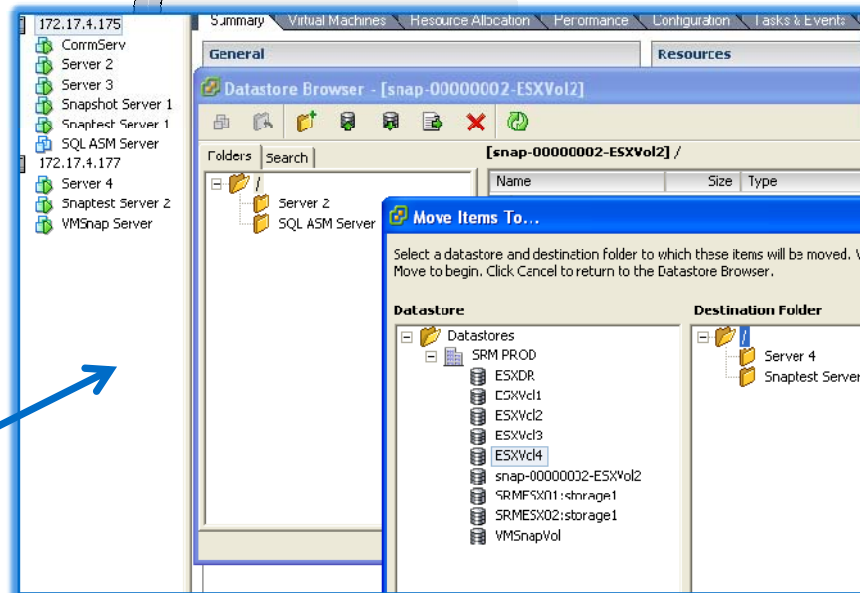 172.17.4.175
CommServ
Server 2
Server 3
Snapshot Server 1
Snaptest Server 1
SQL ASM Server
172.17.4.177
Server 4
Snaptest Server 2
VMSnap Server
Summary Virtual Machines Resource Allocation Performance Configuration Tasks & Events
General
Resources
Datastore Browser - [snap-00000002-ESXVol2]
Folders Search
[snap-00000002-ESXVol2] /
/
Server 2
SQL ASM Server
Name Size Type
Move Items To...
Select a datastore and destination folder to which these items will be moved.
Move to begin. Click Cancel to return to the Datastore Browser.
Datastore
Destination Folder
Datastores
SRM PROD
ESXDR
ESXVol1
ESXVol2
ESXVol3
ESXVol4
snap-00000002-ESXVol2
SRMESX01:storage1
SRMESX02:storage1
VMSnapVol
/
Server 4
Snaptest Server